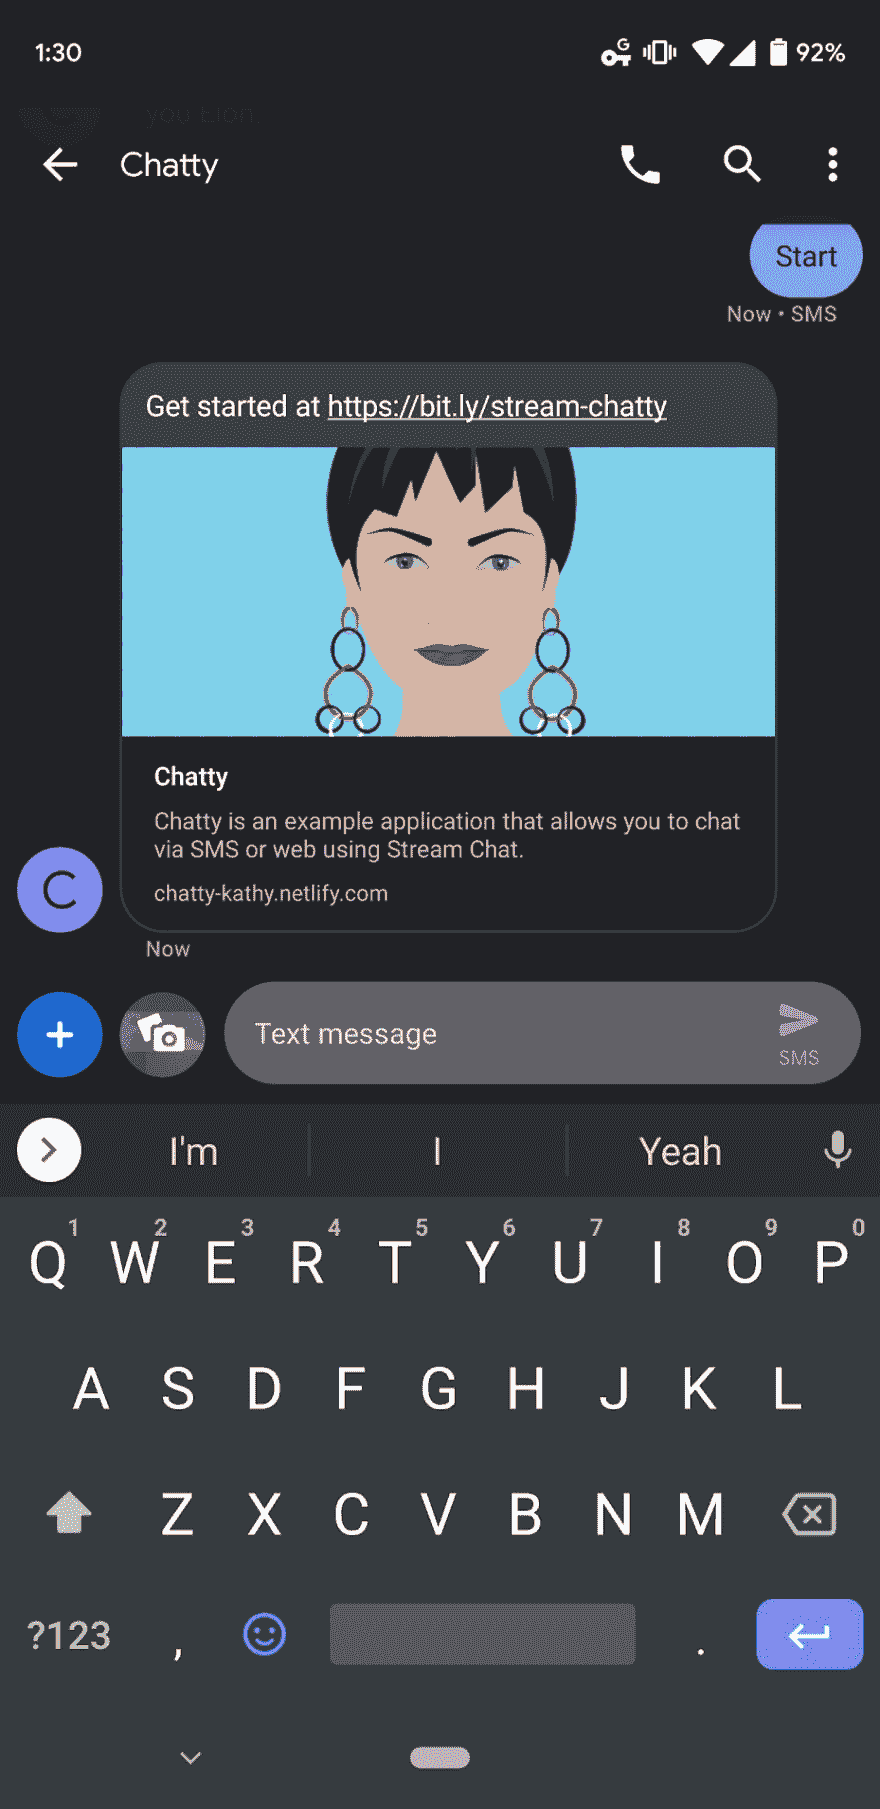 1:30
G
92%
you Elon.
Chatty
Start
Now • SMS
Get started at https://bit.ly/stream-chatty
Chatty
Chatty is an example application that allows you to chat
via SMS or web using Stream Chat.
chatty-kathy.netlify.com
C
Now
Text message
SMS
I'm I Yeah
1 2 3 4 5 6 7 8 9 0
Q W E R T Y U I O P
A S D F G H J K L
Z X C V B N M
?123 , .